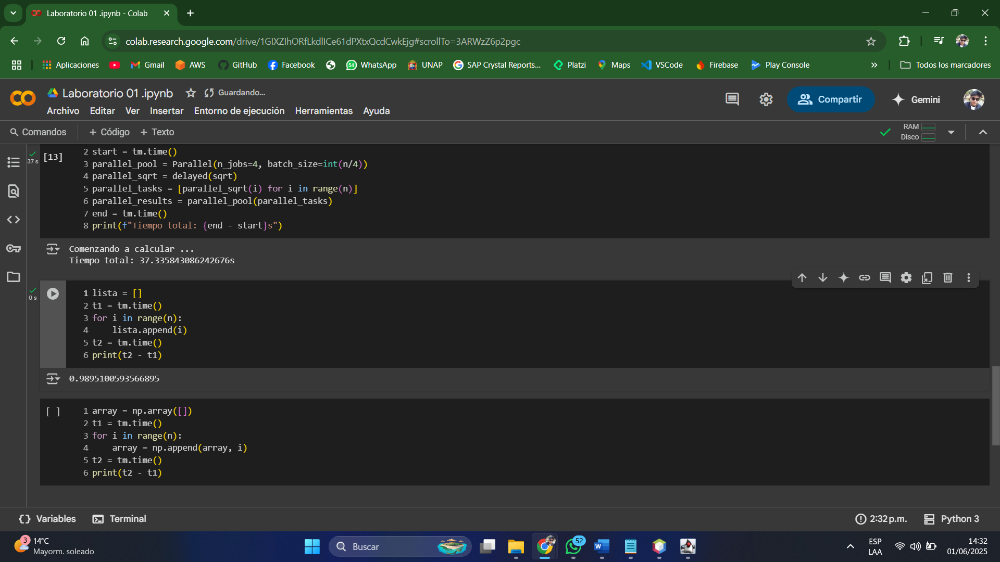 Laboratorio 01 .ipynb - Colab
colab.research.google.com/drive/1GIXZIhORfLkdlICe61dPXtxQcdCwkEjg#scrollTo=3ARWzZ6p2pgc
Aplicaciones Gmail AWS GitHub Facebook 64 WhatsApp UNAP SAP Crystal Reports... Platzi Maps VSCode Firebase Play Console » Todos los marcadores
Laboratorio 01 .ipynb Guardando...
Archivo Editar Ver Insertar Entorno de ejecución Herramientas Ayuda
Compartir Gemini
Comandos + Código + Texto
RAM
Disco
37 s [13]
2 start = tm.time()
3 parallel_pool = Parallel(n_jobs=4, batch_size=int(n/4))
4 parallel_sqrt = delayed(sqrt)
5 parallel_tasks = [parallel_sqrt(i) for i in range(n)]
6 parallel_results = parallel_pool(parallel_tasks)
7 end = tm.time()
8 print(f"Tiempo total: {end - start}s")
Comenzando a calcular ...
Tiempo total: 37.335843086242676s
0 s
1 lista = []
2 t1 = tm.time()
3 for i in range(n):
4     lista.append(i)
5 t2 = tm.time()
6 print(t2 - t1)
0.9895100593566895
[ ]
1 array = np.array([])
2 t1 = tm.time()
3 for i in range(n):
4     array = np.append(array, i)
5 t2 = tm.time()
6 print(t2 - t1)
{} Variables Terminal
2:32 p.m. Python 3
3 14°C
Mayorm. soleado
Buscar
52
ESP
LAA
14:32
01/06/2025